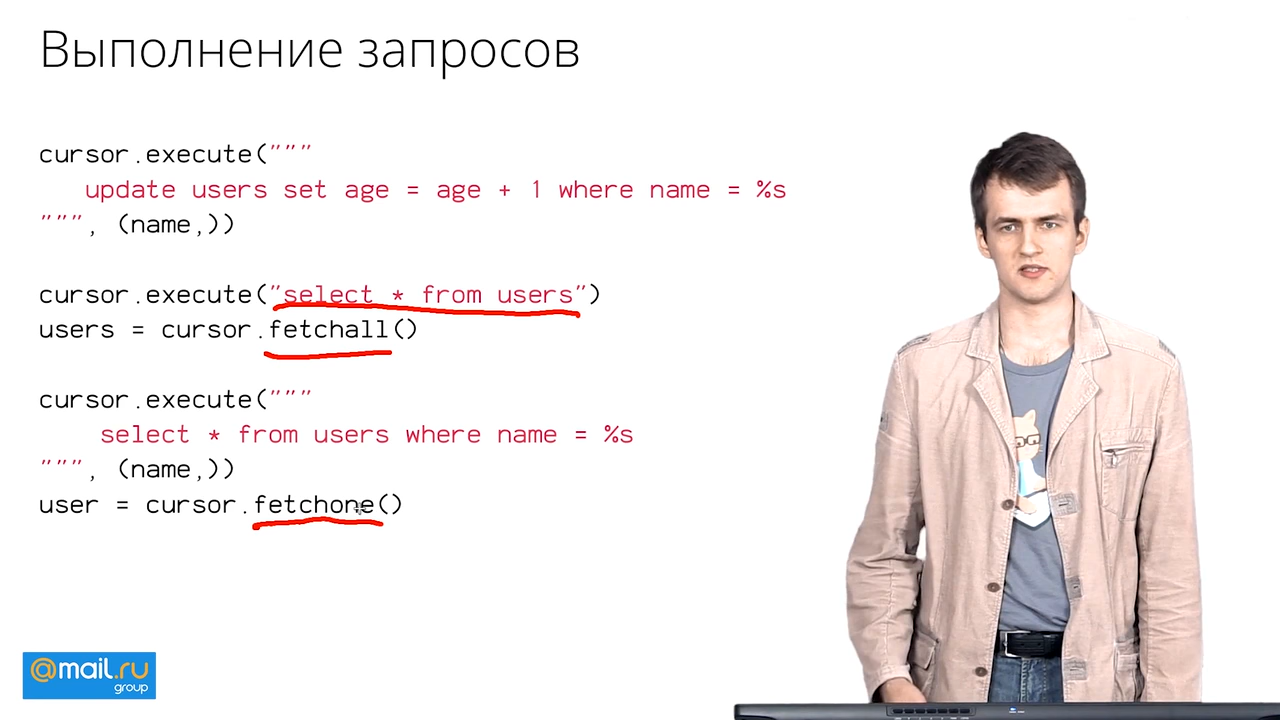 Выполнение запросов
cursor.execute("""
update users set age = age + 1 where name = %s
""", (name,))
cursor.execute("select * from users")
users = cursor.fetchall()
cursor.execute("""
select * from users where name = %s
""", (name,))
user = cursor.fetchone()
@mail.ru
group